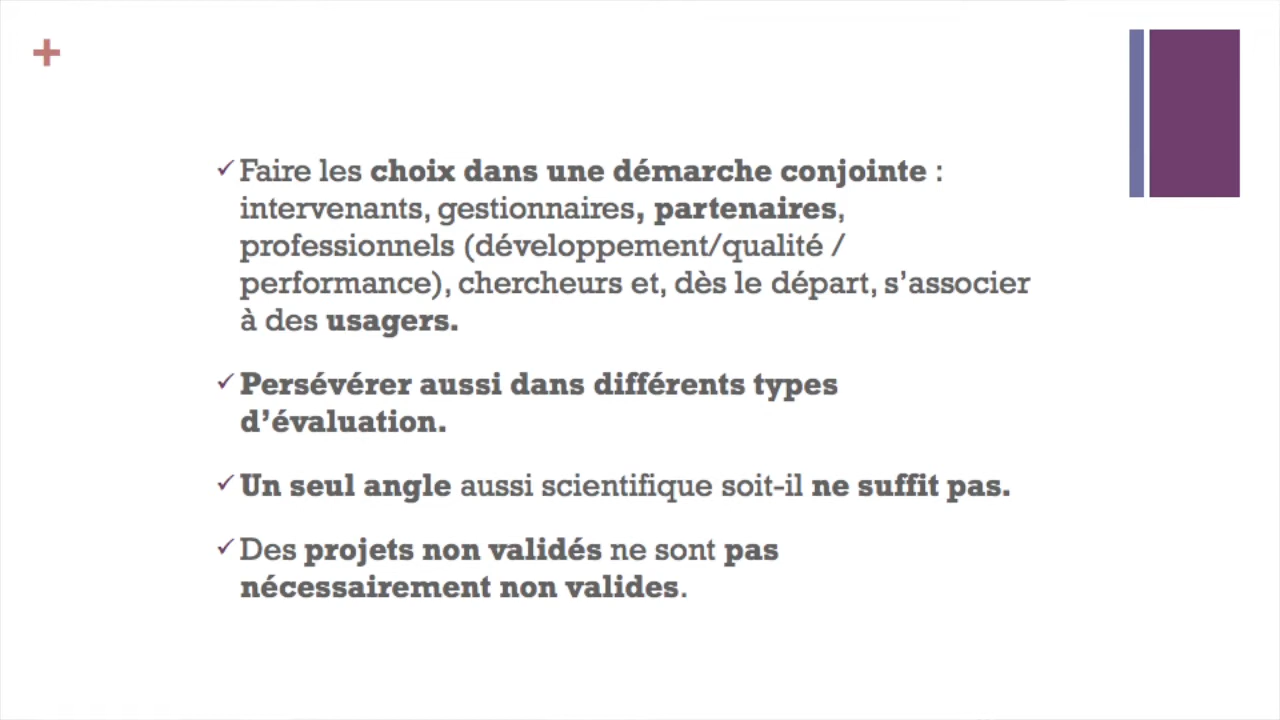 +
✓Faire les choix dans une démarche conjointe :
intervenants, gestionnaires, partenaires,
professionnels (développement/qualité /
performance), chercheurs et, dès le départ, s’associer
à des usagers.
✓Persévérer aussi dans différents types
d’évaluation.
✓Un seul angle aussi scientifique soit-il ne suffit pas.
✓Des projets non validés ne sont pas
nécessairement non valides.